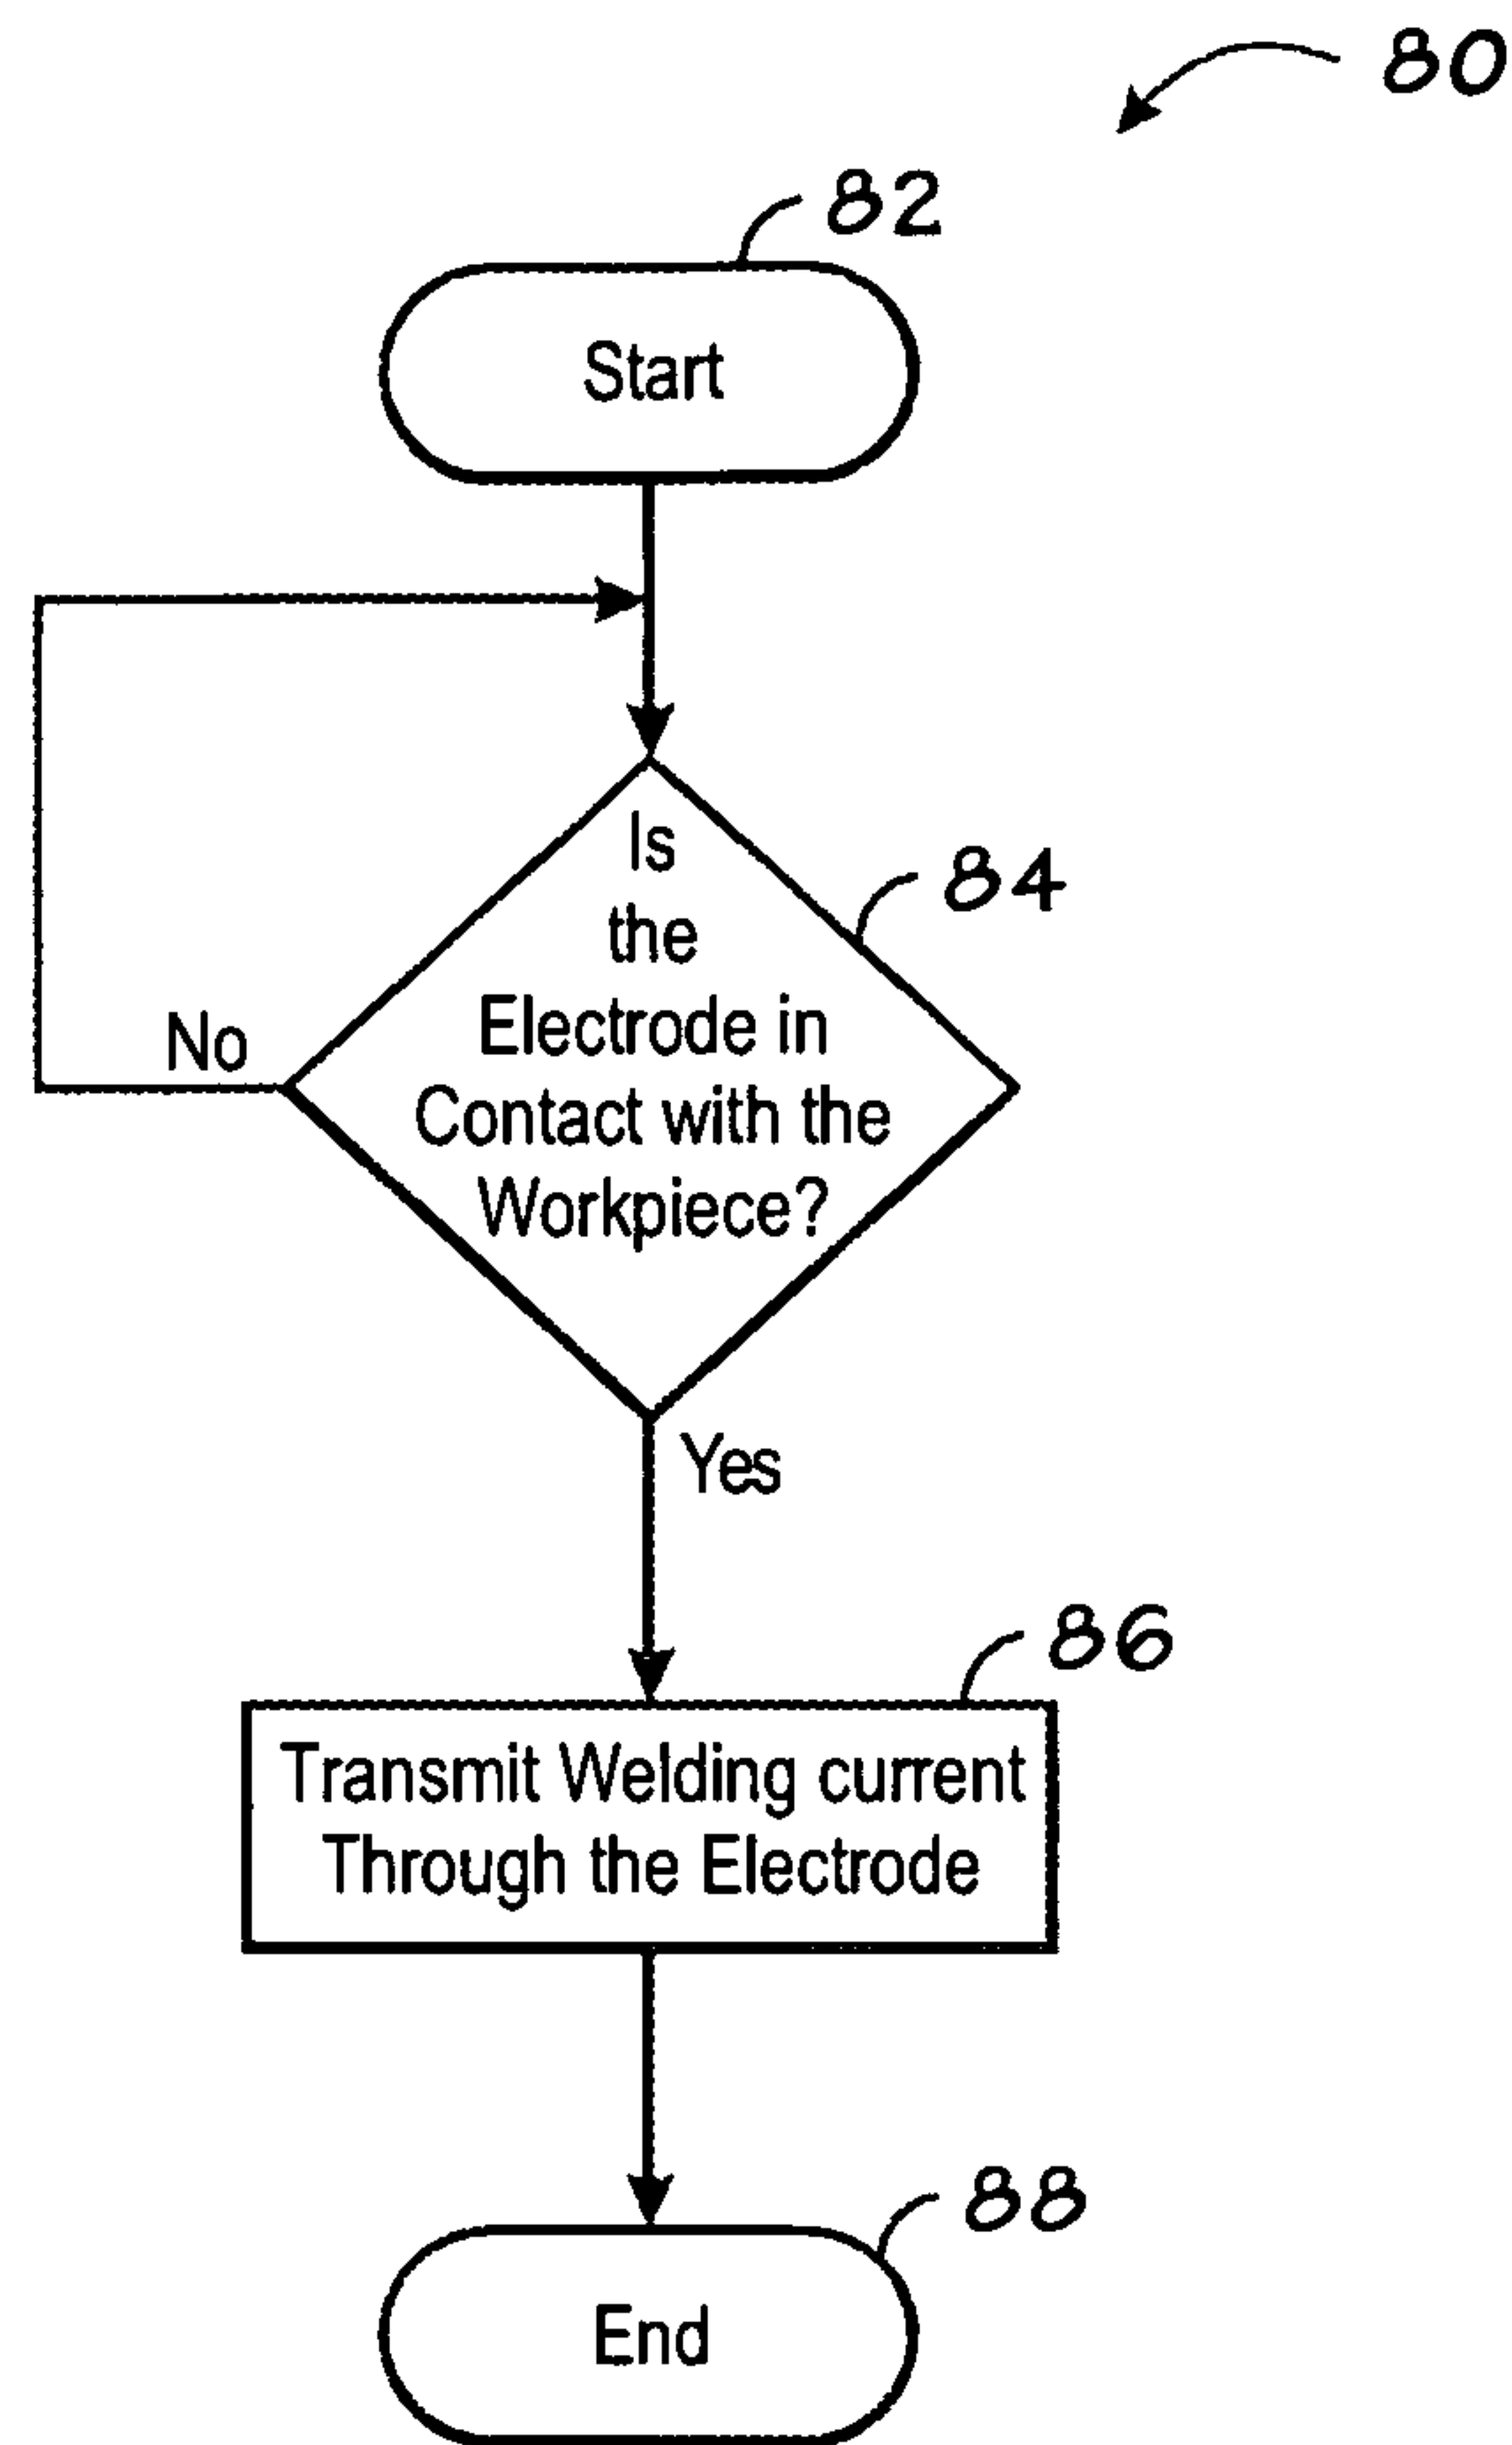 80
82
Start
Is
the
84
Electrode in
No
Contact with the
Workpiece?
Yes
86
Transmit Welding current
Through the Electrode
88
End